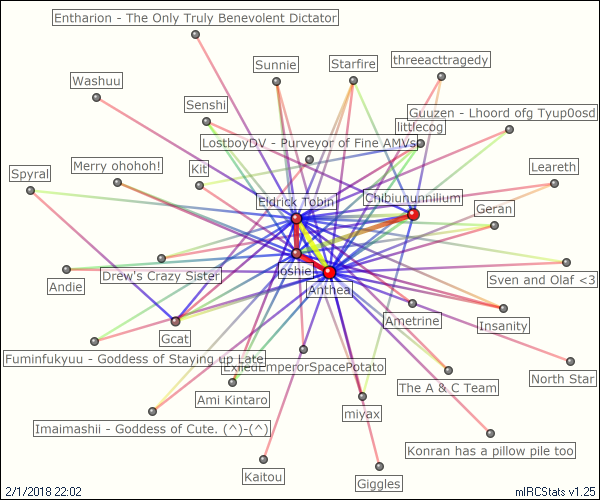 Entharion - The Only Truly Benevolent Dictator
Sunnie
Starfire
threeacttragedy
Washuu
Senshi
Guuzen - Lhoord ofg Tyup0osd
littlecog
LostboyDV - Purveyor of Fine AMVs
Spyral
Merry ohohoh!
Kit
Leareth
Eldrick Tobin
Chibiununnilium
Geran
Drew's Crazy Sister
Joshie
Andie
Anthea
Sven and Olaf <3
Gcat
Ametrine
Insanity
Fuminfukyuu - Goddess of Staying up Late
ExiledEmperorSpacePotato
North Star
Ami Kintaro
The A & C Team
miyax
Imaimashii - Goddess of Cute. (^)-(^)
Konran has a pillow pile too
Kaitou
Giggles
2/1/2018 22:02
mIRCStats v1.25